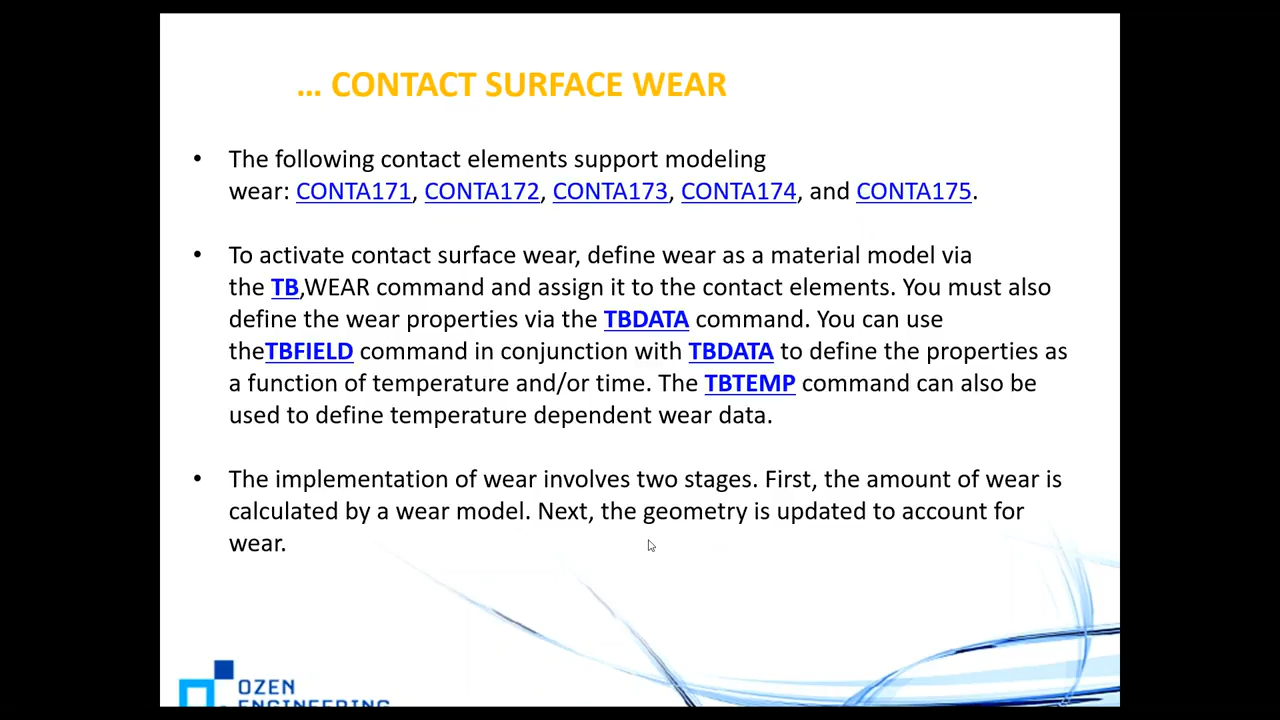 … CONTACT SURFACE WEAR
• The following contact elements support modeling
wear: CONTA171, CONTA172, CONTA173, CONTA174, and CONTA175.
• To activate contact surface wear, define wear as a material model via
the TB,WEAR command and assign it to the contact elements. You must also
define the wear properties via the TBDATA command. You can use
theTBFIELD command in conjunction with TBDATA to define the properties as
a function of temperature and/or time. The TBTEMP command can also be
used to define temperature dependent wear data.
• The implementation of wear involves two stages. First, the amount of wear is
calculated by a wear model. Next, the geometry is updated to account for
wear.
OZEN
ENGINEERING